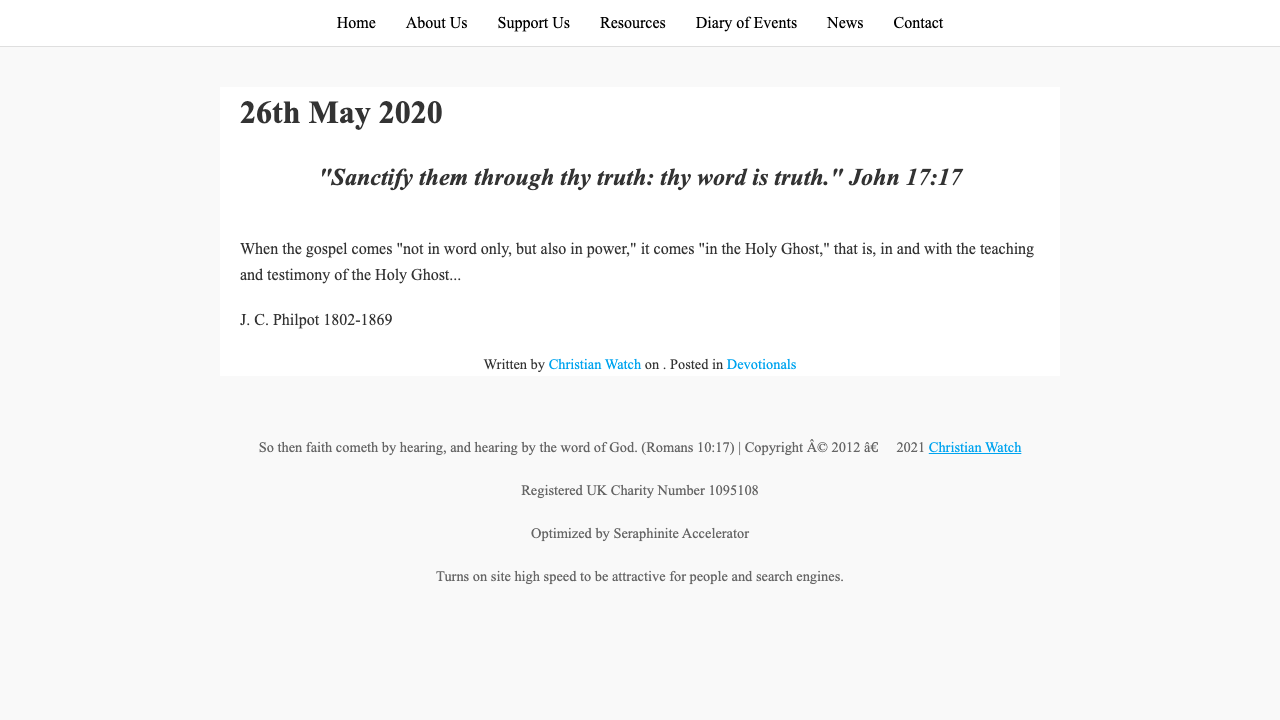 Home About Us Support Us Resources Diary of Events News Contact
26th May 2020
"Sanctify them through thy truth: thy word is truth." John 17:17
When the gospel comes "not in word only, but also in power," it comes "in the Holy Ghost," that is, in and with the teaching
and testimony of the Holy Ghost...
J. C. Philpot 1802-1869
Written by Christian Watch on . Posted in Devotionals
So then faith cometh by hearing, and hearing by the word of God. (Romans 10:17) | Copyright Â© 2012 â€ 2021 Christian Watch
Registered UK Charity Number 1095108
Optimized by Seraphinite Accelerator
Turns on site high speed to be attractive for people and search engines.